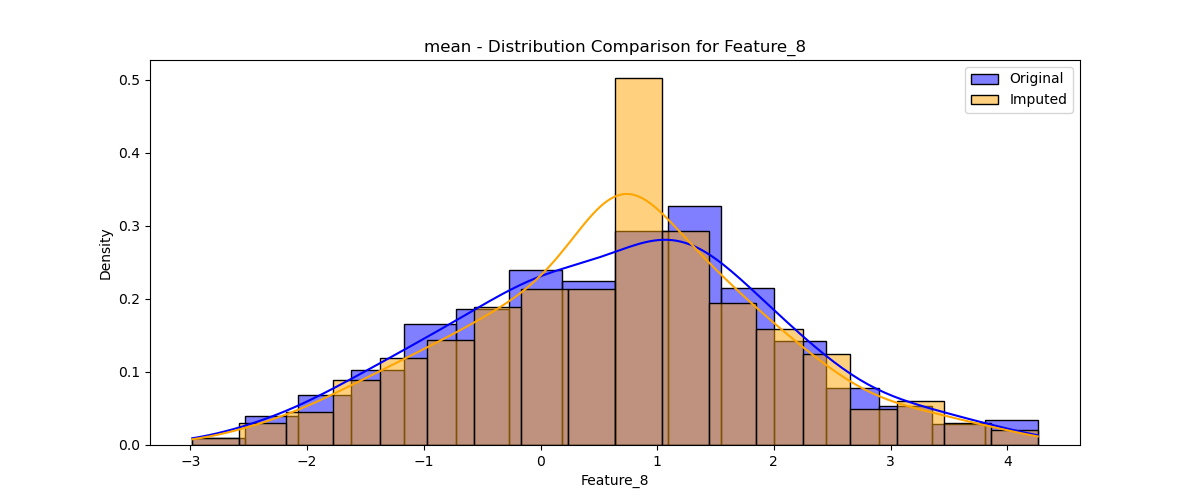 mean - Distribution Comparison for Feature_8
Original
Imputed
Density
0.5
0.4
0.3
0.2
0.1
0.0
−3
−2
−1
0
1
2
3
4
Feature_8